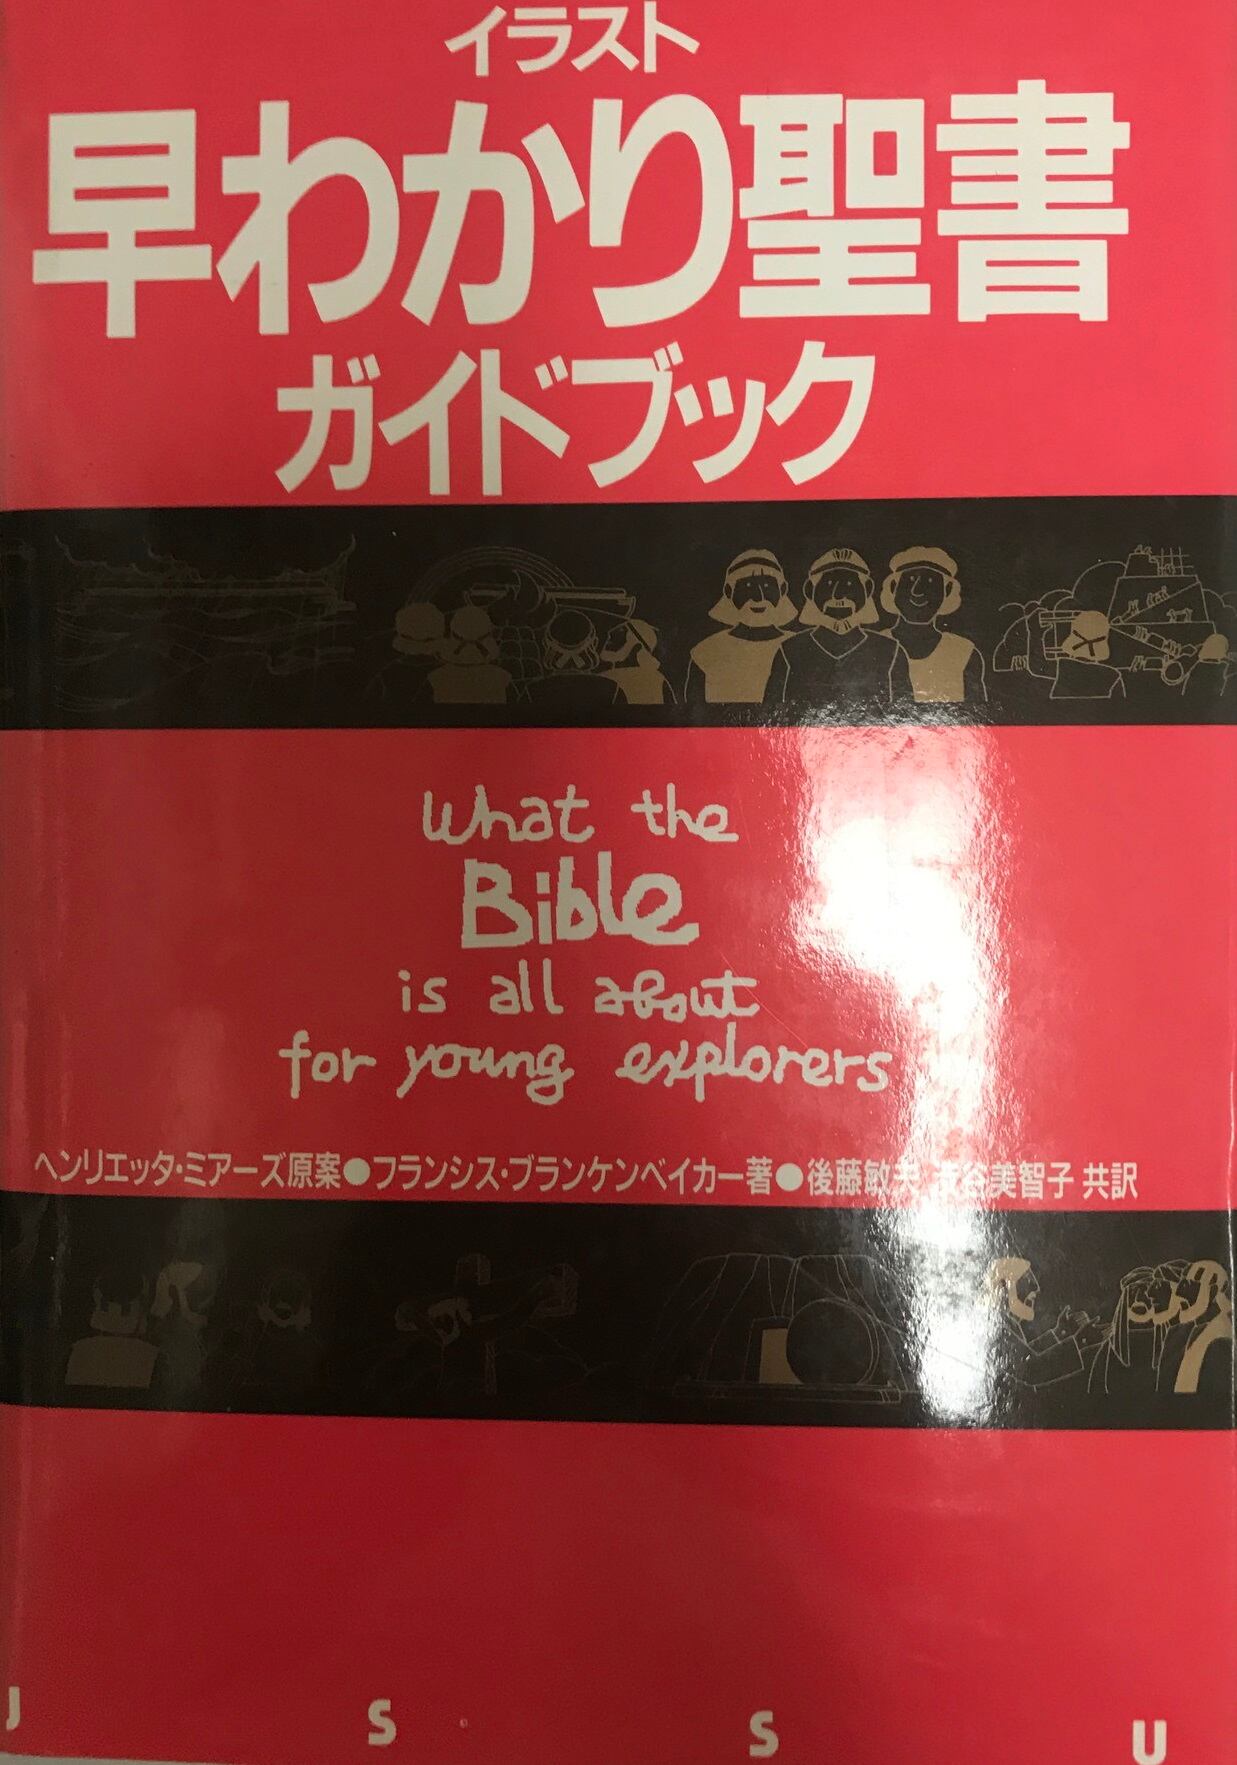 イラスト
早わかり聖書
ガイドブック
What the
Bible
is all about
for young explorers
ヘンリエッタ・ミアーズ原案●フランシス・ブランケンベイカー著●後藤敏夫 渋谷美智子 共訳
J S S U